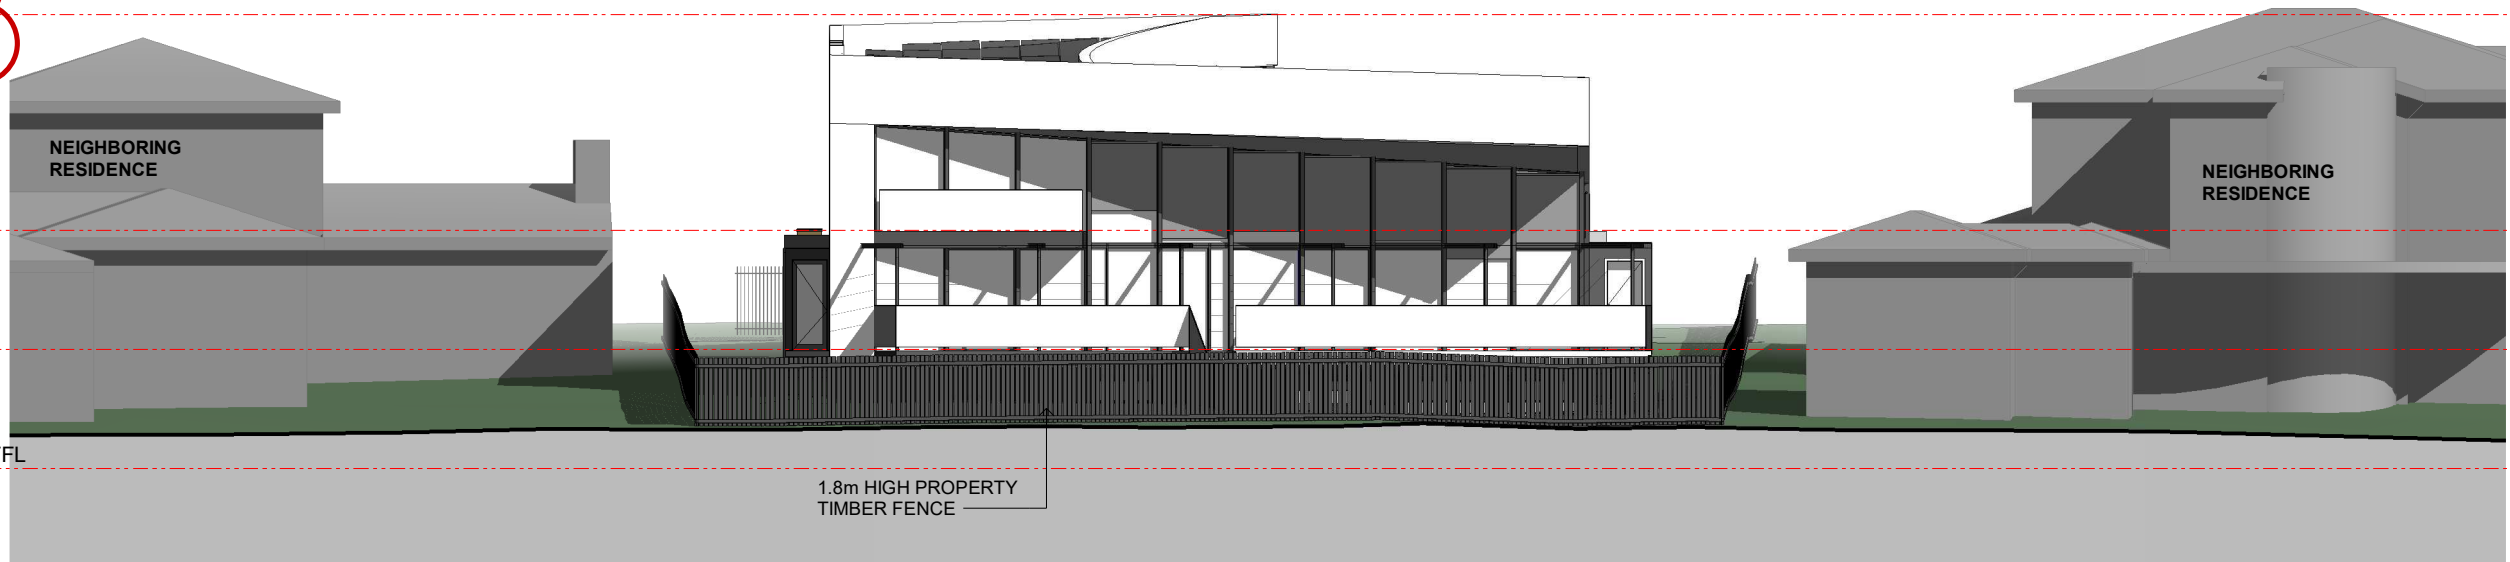 NEIGHBORING
RESIDENCE
NEIGHBORING
RESIDENCE
FL
1.8m HIGH PROPERTY
TIMBER FENCE